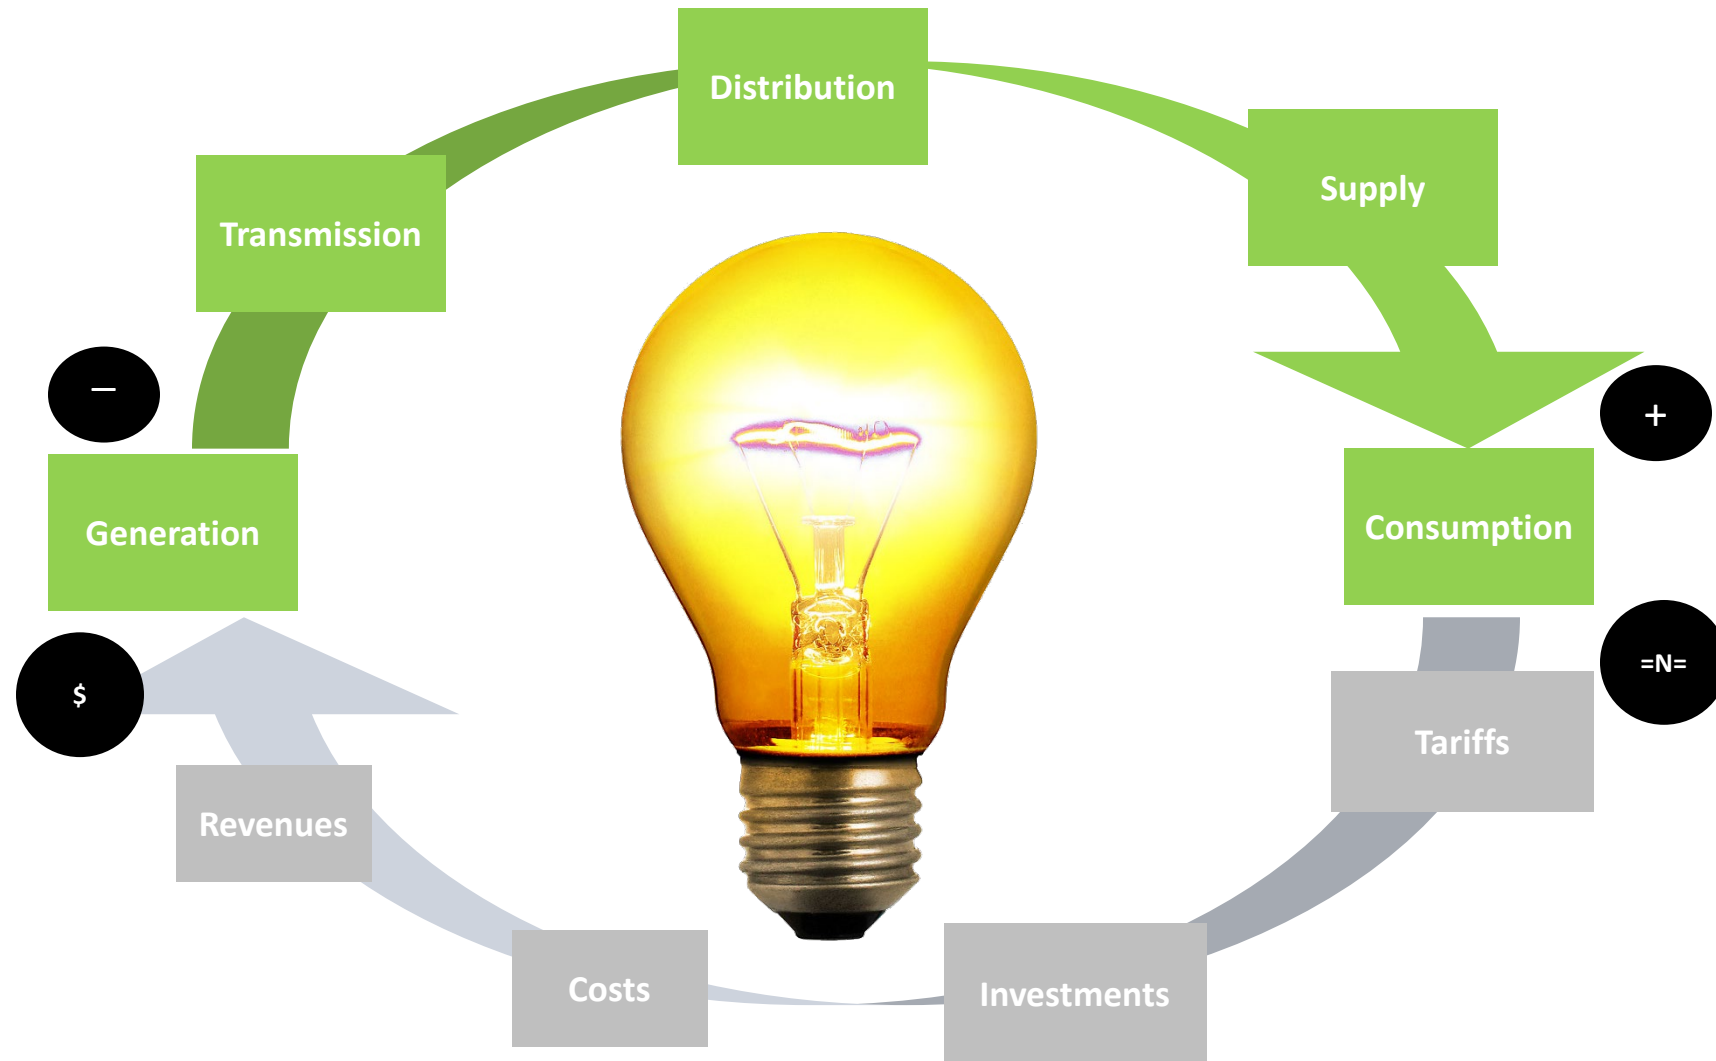 Distribution
Supply
Transmission
—
+
Generation
Consumption
=N=
$
Tariffs
Revenues
Costs
Investments